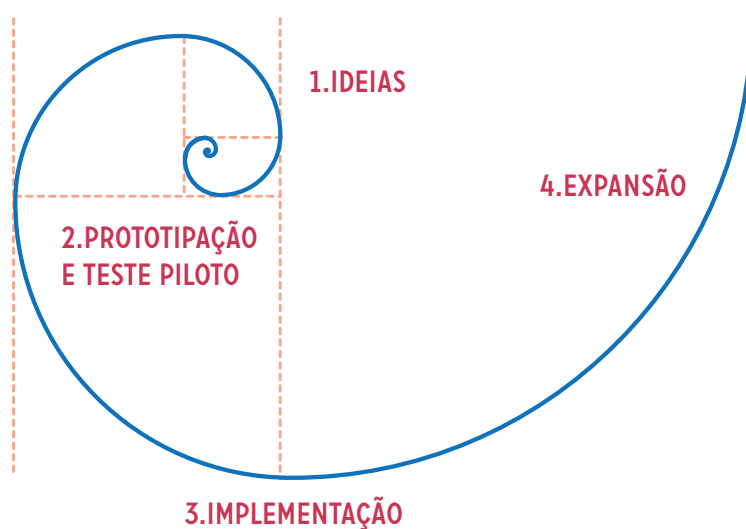 1.IDEIAS
4.EXPANSÃO
2.PROTOTIPAÇÃO
E TESTE PILOTO
3.IMPLEMENTAÇÃO